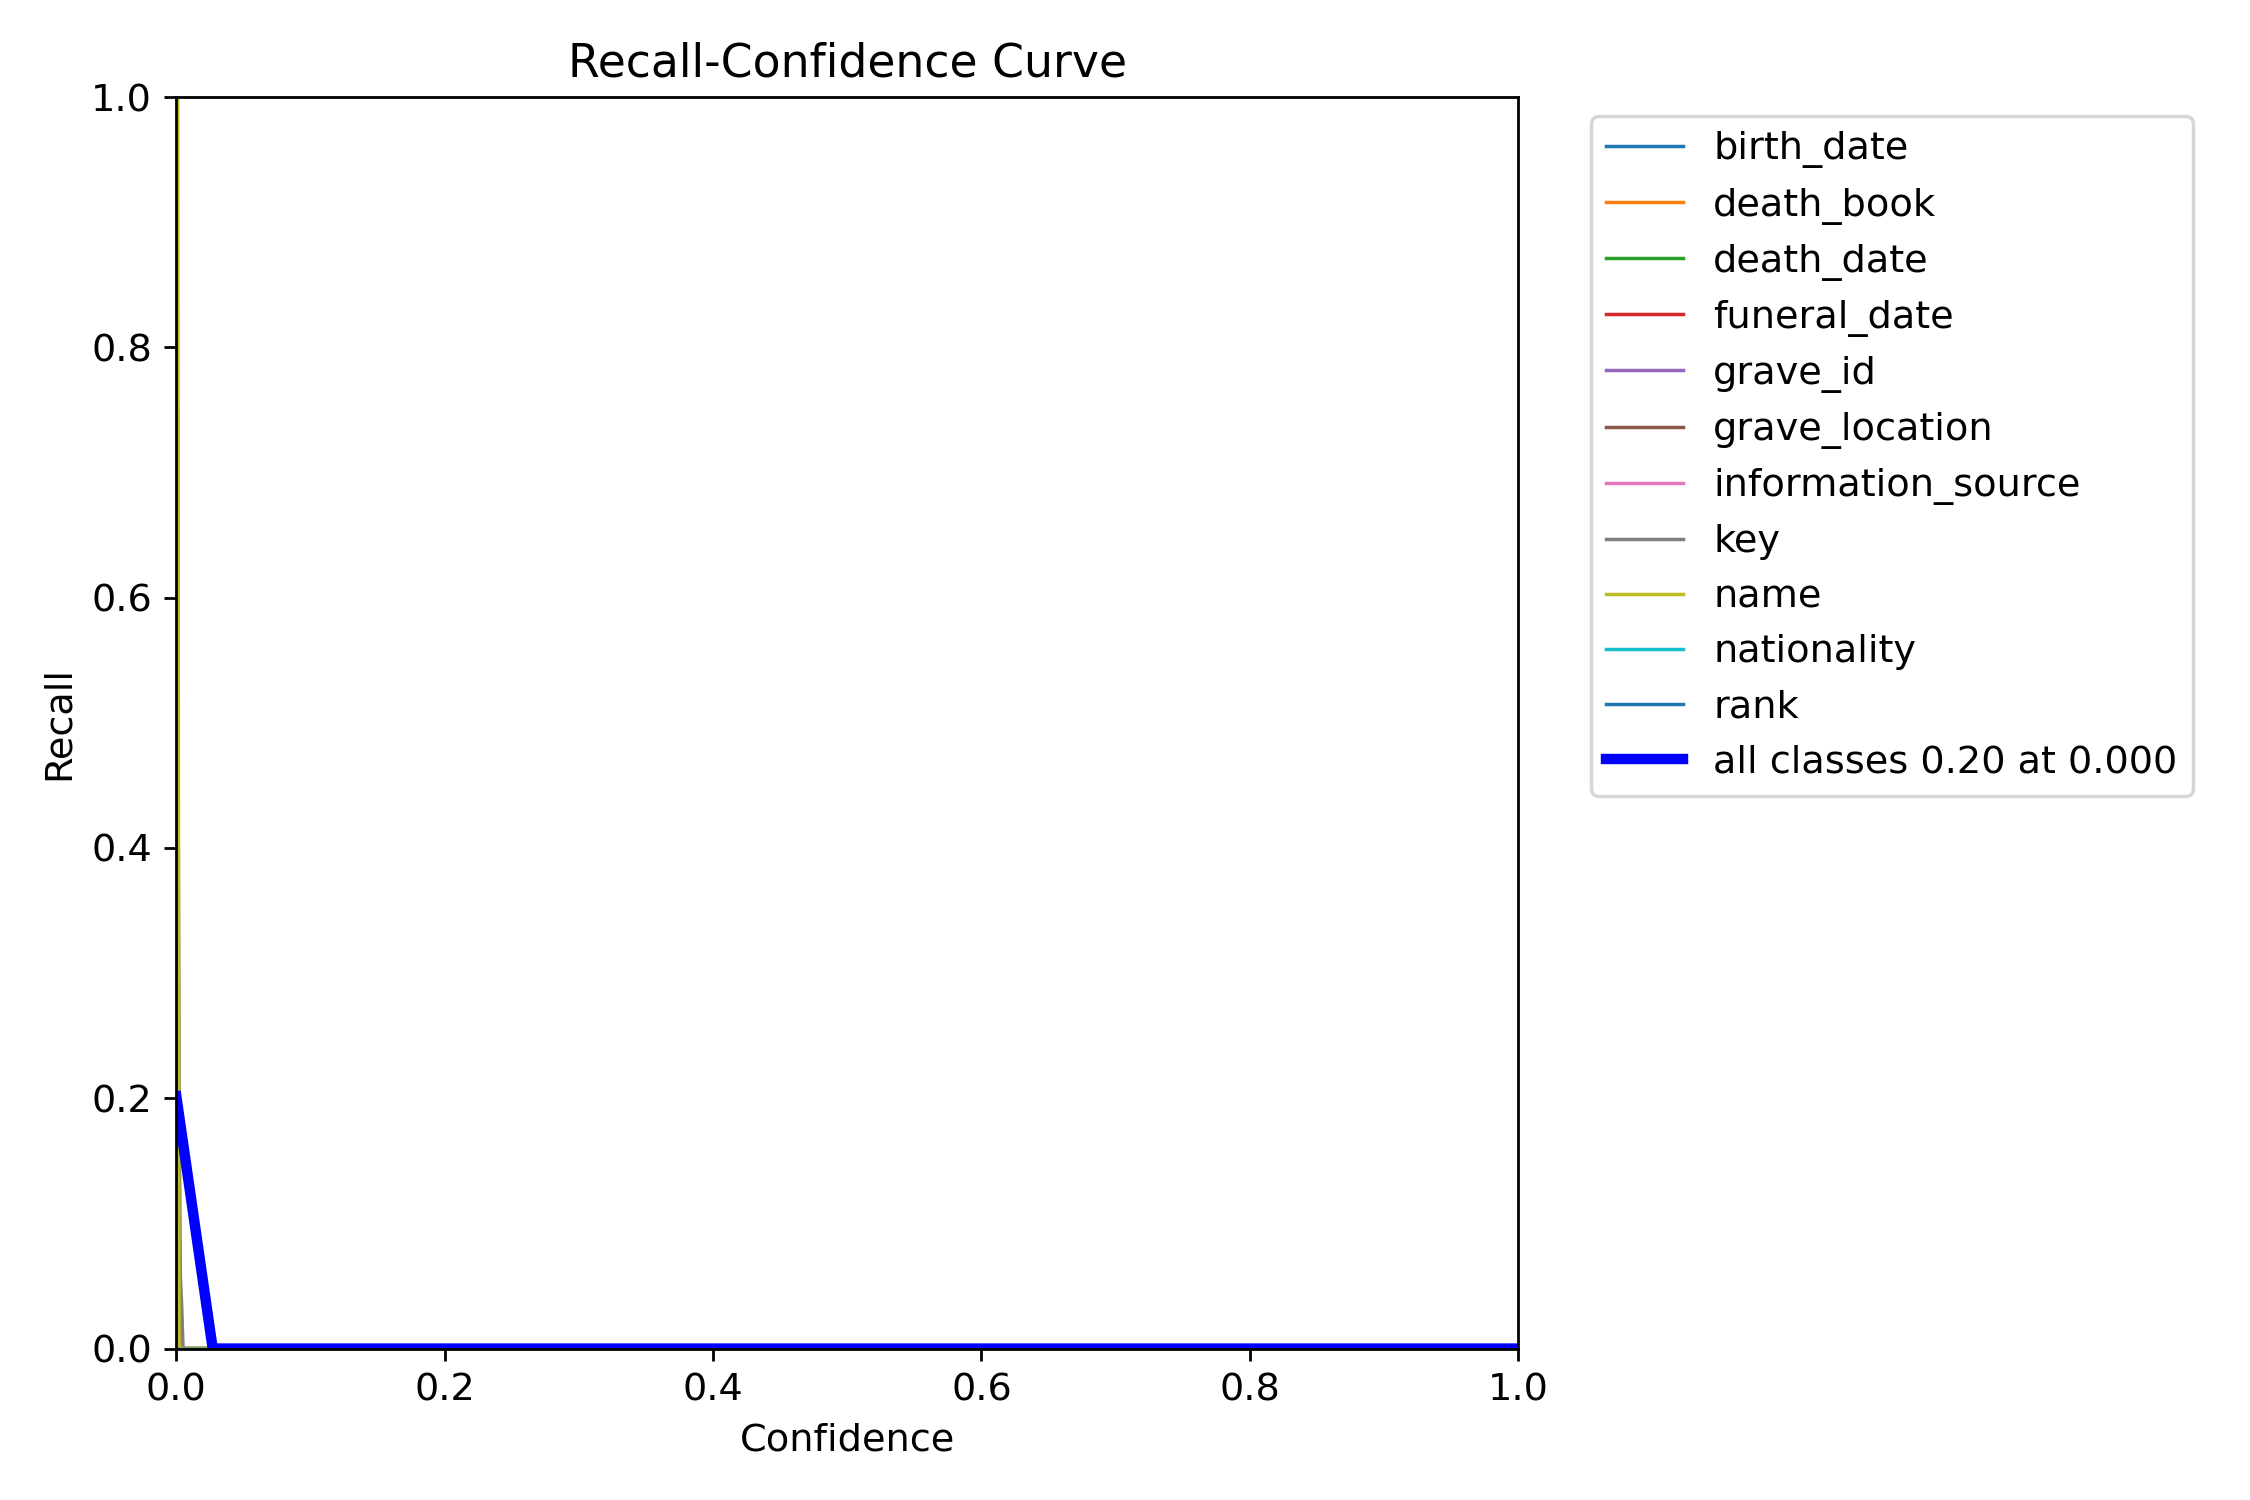 Recall-Confidence Curve
1.0
0.8
0.6
0.4
0.2
0.0
Recall
0.0 0.2 0.4 0.6 0.8 1.0
Confidence
birth_date
death_book
death_date
funeral_date
grave_id
grave_location
information_source
key
name
nationality
rank
all classes 0.20 at 0.000